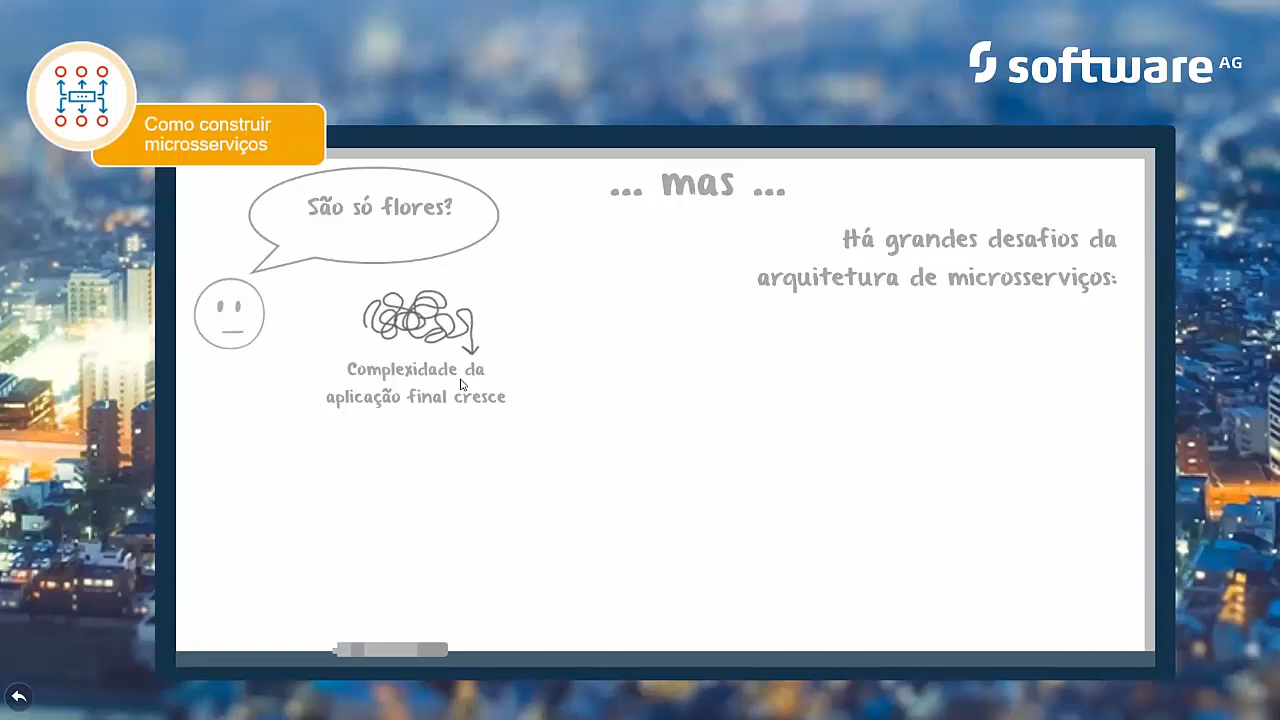 software AG
Como construir
microsserviços
... mas ...
São só flores?
Há grandes desafios da
arquitetura de microsserviços:
Complexidade da
aplicação final cresce